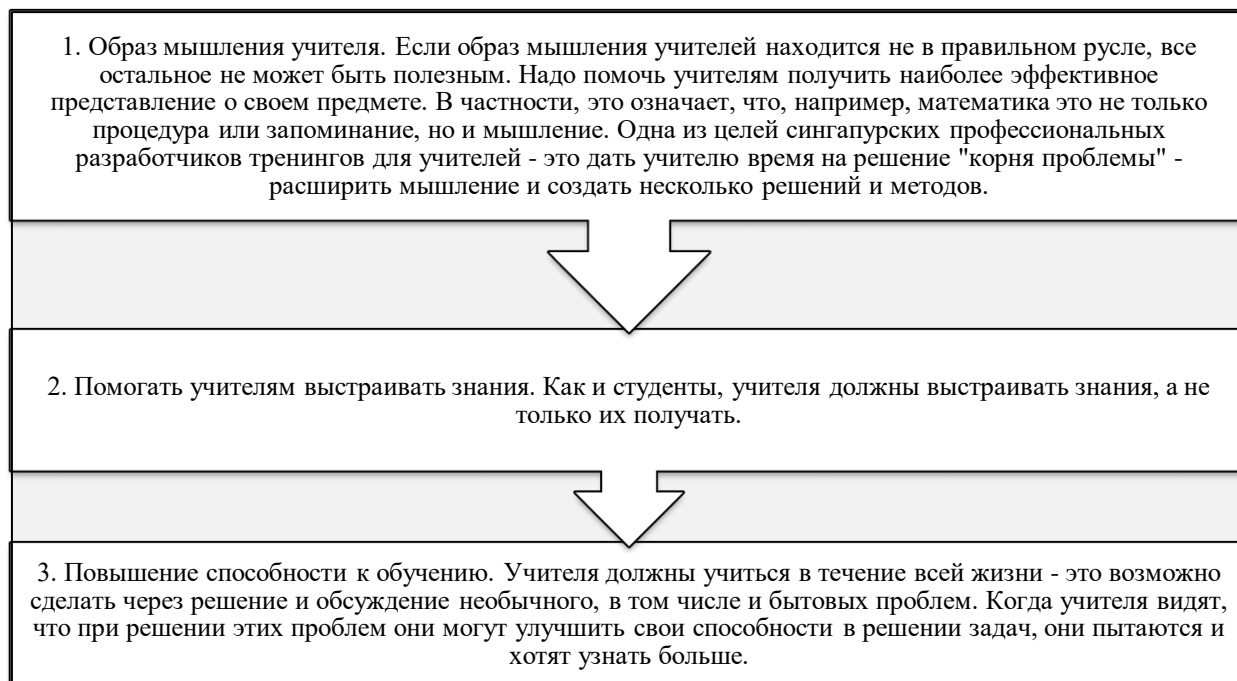 1. Образ мышления учителя. Если образ мышления учителей находится не в правильном русле, все
остальное не может быть полезным. Надо помочь учителям получить наиболее эффективное
представление о своем предмете. В частности, это означает, что, например, математика это не только
процедура или запоминание, но и мышление. Одна из целей сингапурских профессиональных
разработчиков тренингов для учителей - это дать учителю время на решение "корня проблемы" -
расширить мышление и создать несколько решений и методов.
2. Помогать учителям выстраивать знания. Как и студенты, учителя должны выстраивать знания, а не
только их получать.
3. Повышение способности к обучению. Учителя должны учиться в течение всей жизни - это возможно
сделать через решение и обсуждение необычного, в том числе и бытовых проблем. Когда учителя видят,
что при решении этих проблем они могут улучшить свои способности в решении задач, они пытаются и
хотят узнать больше.